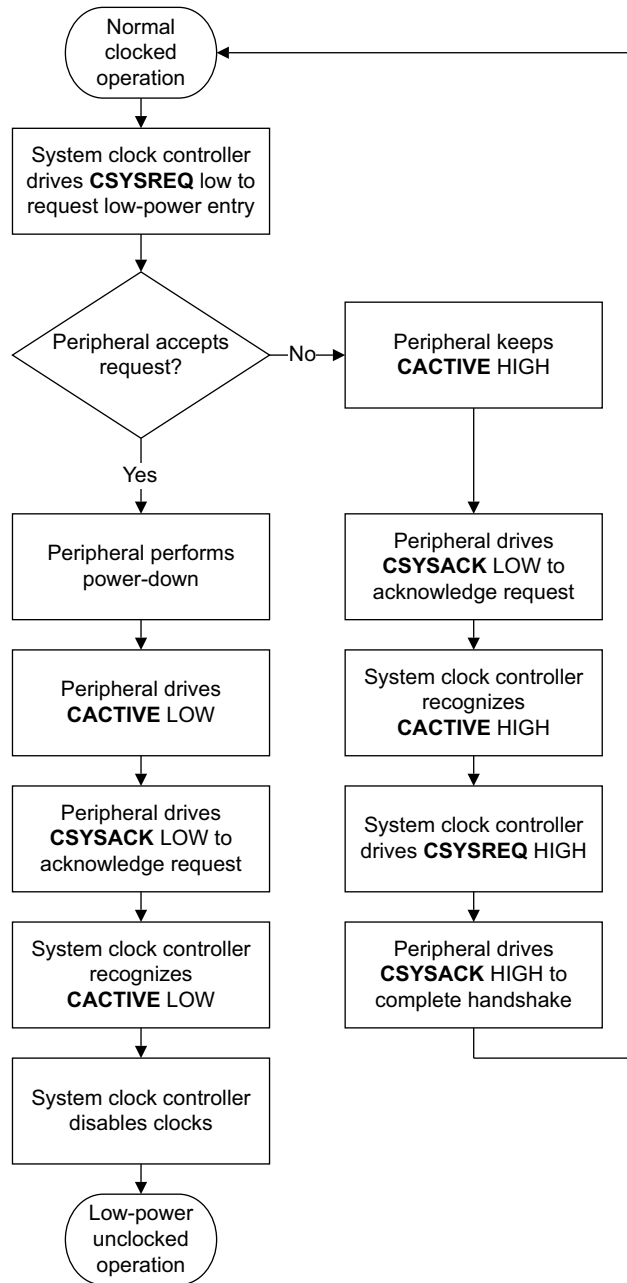 Normal
clocked
operation
System clock controller
drives CSYSREQ low to
request low-power entry
Peripheral accepts
request?
No
Peripheral keeps
CACTIVE HIGH
Yes
Peripheral performs
power-down
Peripheral drives
CACTIVE LOW
Peripheral drives
CSYSACK LOW to
acknowledge request
System clock controller
recognizes
CACTIVE LOW
System clock controller
disables clocks
Low-power
unclocked
operation
Peripheral drives
CSYSACK LOW to
acknowledge request
System clock controller
recognizes
CACTIVE HIGH
System clock controller
drives CSYSREQ HIGH
Peripheral drives
CSYSACK HIGH to
complete handshake